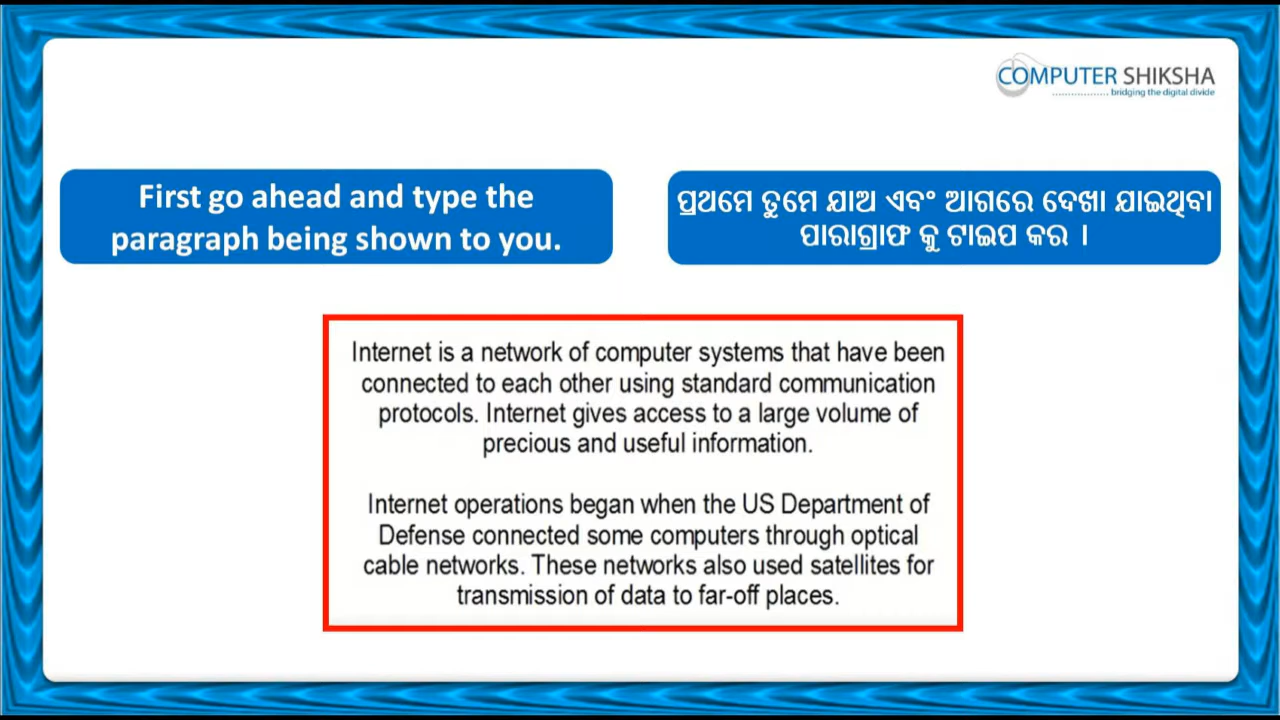 COMPUTER SHIKSHA
bridging the digital divide
First go ahead and type the
paragraph being shown to you.
ପ୍ରଥମେ ତୁମେ ଯାଅ ଏବଂ ଆଗରେ ଦେଖା ଯାଇଥିବା
ପାରାଗ୍ରାଫ କୁ ଟାଇପ କର ।
Internet is a network of computer systems that have been
connected to each other using standard communication
protocols. Internet gives access to a large volume of
precious and useful information.
Internet operations began when the US Department of
Defense connected some computers through optical
cable networks. These networks also used satellites for
transmission of data to far-off places.